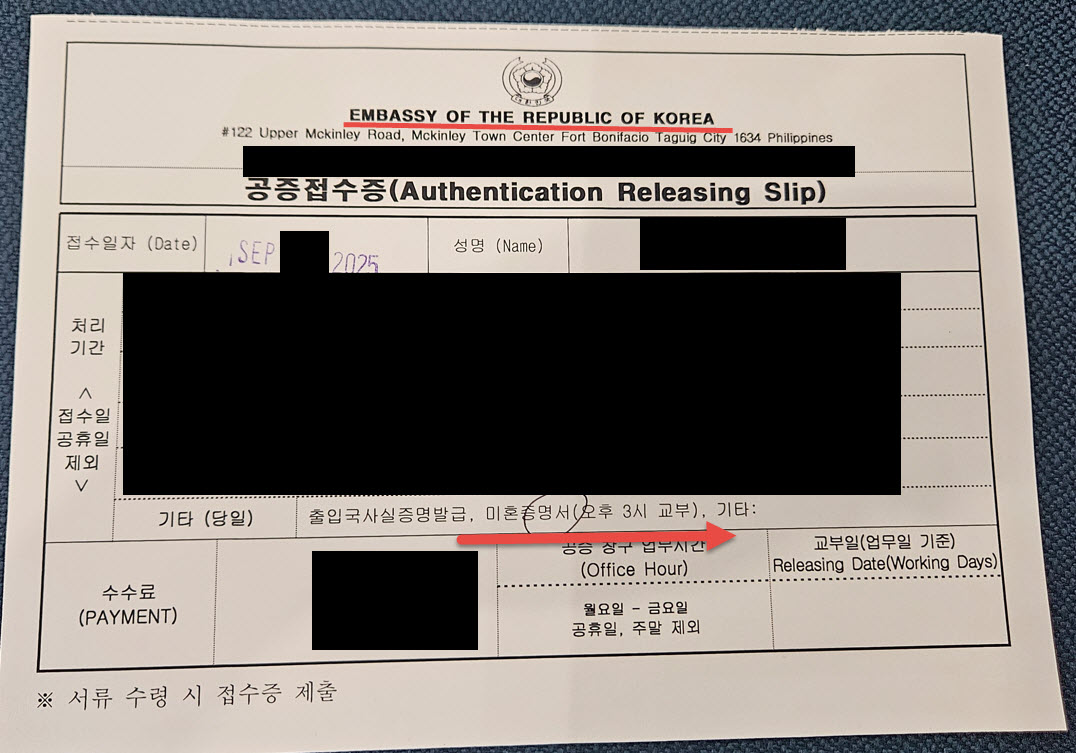 EMBASSY OF THE REPUBLIC OF KOREA
#122 Upper Mckinley Road, Mckinley Town Center Fort Bonifacio Taguig City 1634 Philippines
공증접수증(Authentication Releasing Slip)
접수일자 (Date)
SEP 2025
성명 (Name)
처리
기간
<
접수일
공휴일
제외
>
기타 (당일)
출입국사실증명발급, 미혼증명서(오후 3시 교부), 기타:
수수료
(PAYMENT)
공증 창구 업무시간
(Office Hour)
월요일 - 금요일
공휴일, 주말 제외
교부일(업무일 기준)
Releasing Date(Working Days)
※ 서류 수령 시 접수증 제출